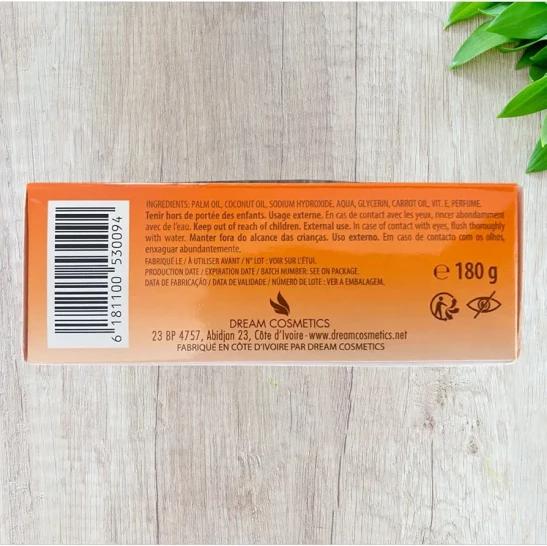 INGREDIENTS: PALM OIL, COCONUT OIL, SODIUM HYDROXIDE, AQUA, GLYCERIN, CARROT OIL, VIT. E, PERFUME.
Tenir hors de portée des enfants. Usage externe. En cas de contact avec les yeux, rincer abondamment
avec de l'eau. Keep out of reach of children. External use. In case of contact with eyes, flush thoroughly
with water. Manter fora do alcance das crianças. Uso externo. Em caso de contacto com os olhos,
enxaguar abundantemente.
FABRIQUÉ LE / À UTILISER AVANT / N° LOT : VOIR SUR L'ÉTUI.
PRODUCTION DATE / EXPIRATION DATE / BATCH NUMBER: SEE ON PACKAGE.
DATA DE FABRICAÇÃO / DATA DE VALIDADE / NÚMERO DE LOTE : VER A EMBALAGEM.
℮ 180 g
DREAM COSMETICS
23 BP 4757, Abidjan 23, Côte d'Ivoire - www.dreamcosmetics.net
FABRIQUÉ EN CÔTE D'IVOIRE PAR DREAM COSMETICS
6 181100 530094